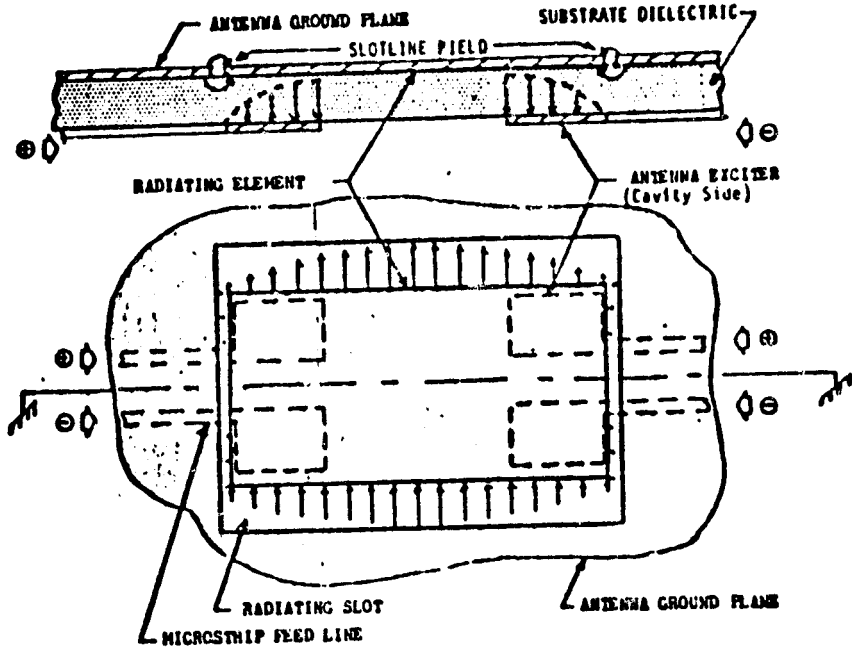 ANTENNA GROUND PLANE
SUBSTRATE DIELECTRIC
SLOTLINE FIELD
⊕
⊖
RADIATING ELEMENT
ANTENNA EXCITER
(Cavity Side)
⊕
⊕
⊖
⊖
RADIATING SLOT
ANTENNA GROUND PLANE
MICROSTRIP FEED LINE